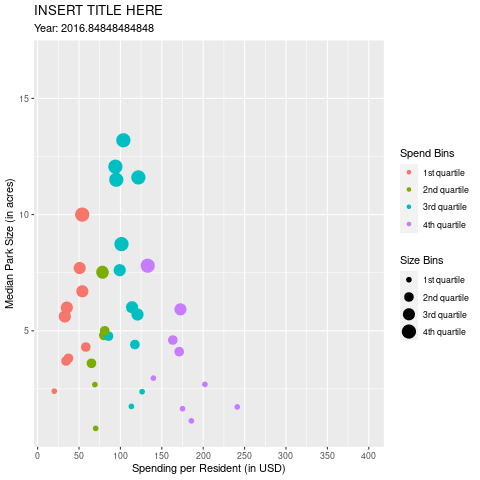 INSERT TITLE HERE
Year: 2016.84848484848
15
10
5
0
50
100
150
200
250
300
350
400
Median Park Size (in acres)
Spending per Resident (in USD)
Spend Bins
1st quartile
2nd quartile
3rd quartile
4th quartile
Size Bins
1st quartile
2nd quartile
3rd quartile
4th quartile